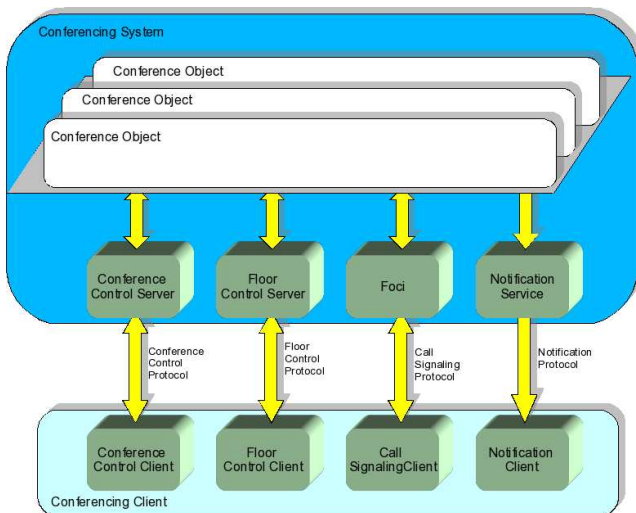 Conferencing System
Conference Object
Conference Object
Conference Object
Conference
Control Server
Floor
Control Server
Foci
Notification
Service
Conference
Control
Protocol
Floor
Control
Protocol
Call
Signaling
Protocol
Notification
Protocol
Conference
Control Client
Floor
Control Client
Call
SignalingClient
Notification
Client
Conferencing Client